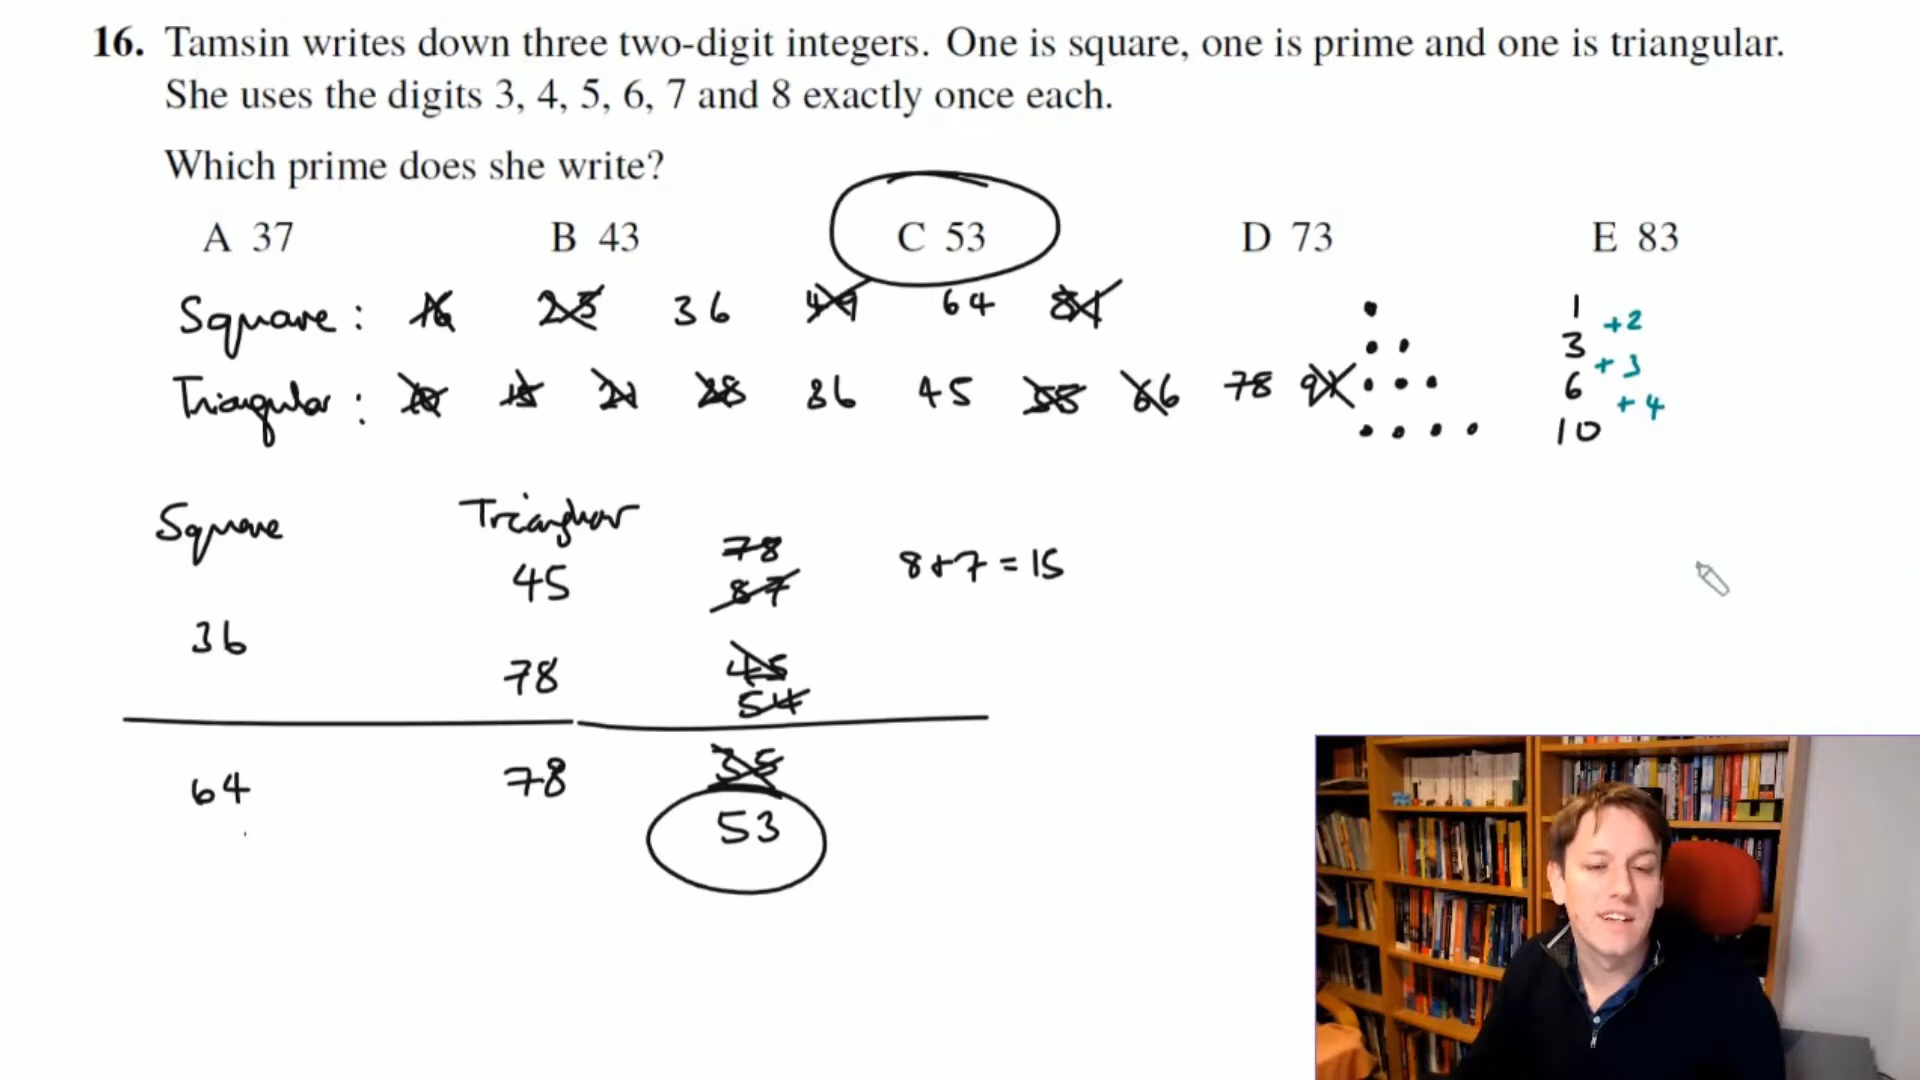 16. Tamsin writes down three two-digit integers. One is square, one is prime and one is triangular.
She uses the digits 3, 4, 5, 6, 7 and 8 exactly once each.
Which prime does she write?
A 37 B 43 C 53 D 73 E 83
Square: 16 25 36 49 64 81
Triangular: 10 15 21 28 36 45 55 66 78 91
1
+2
3
+3
6
+4
10
Square Triangular
45 78 8+7=15
87
36
78 45
54
64 78 35
53